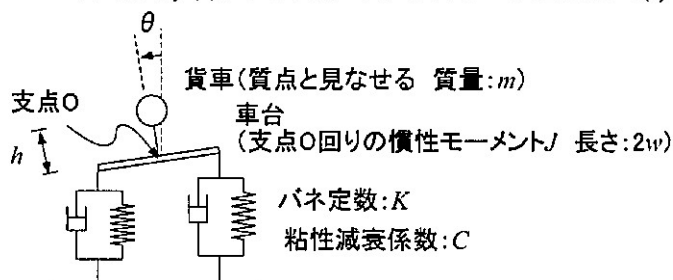 θ
貨車(質点と見なせる 質量:m)
支点O
車台
(支点O回りの慣性モーメントJ 長さ:2w)
h
バネ定数:K
粘性減衰係数:C